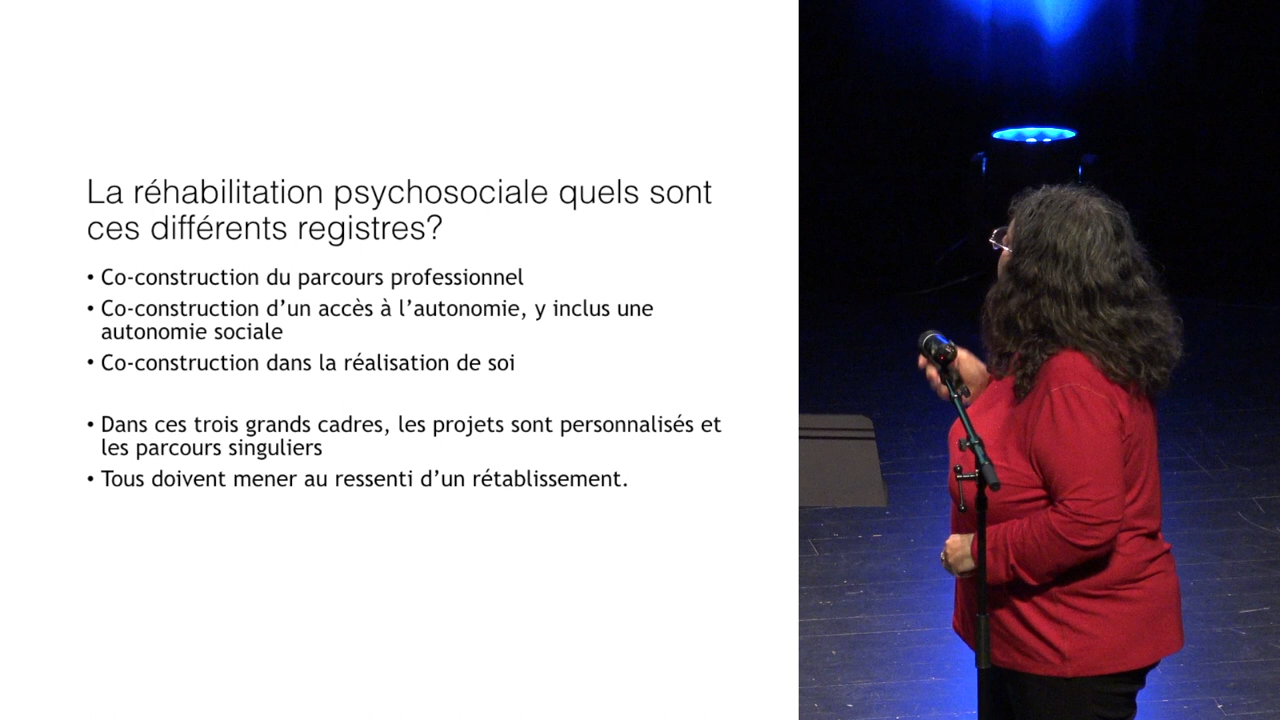 La réhabilitation psychosociale quels sont
ces différents registres?
• Co-construction du parcours professionnel
• Co-construction d’un accès à l’autonomie, y inclus une
autonomie sociale
• Co-construction dans la réalisation de soi
• Dans ces trois grands cadres, les projets sont personnalisés et
les parcours singuliers
• Tous doivent mener au ressenti d’un rétablissement.